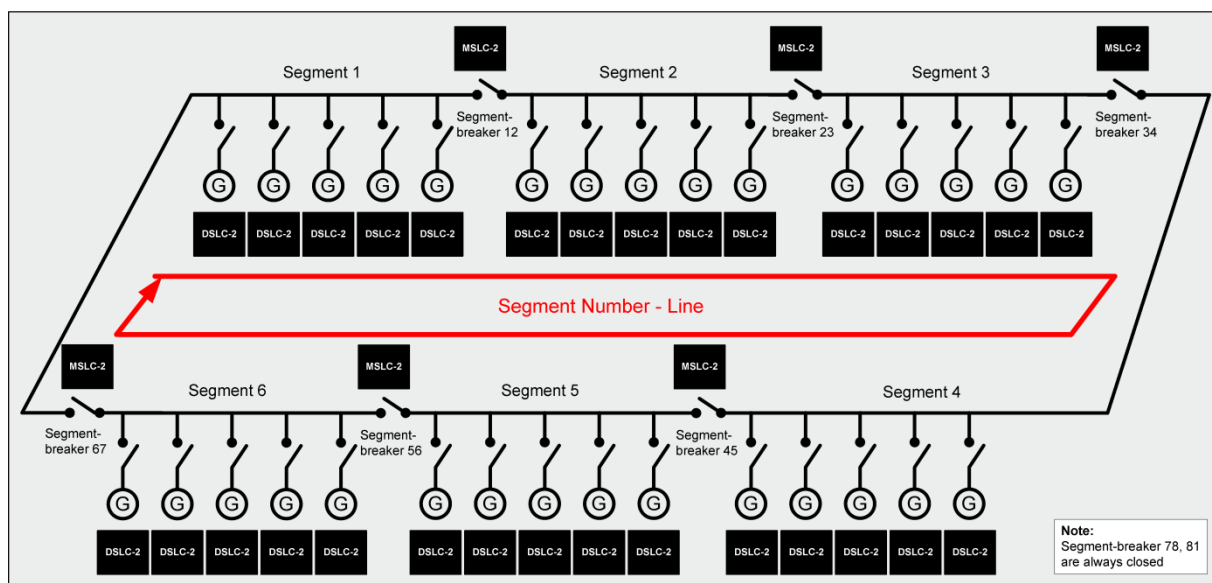 MSLC-2 MSLC-2 MSLC-2
Segment 1 Segment 2 Segment 3
Segment-
breaker 12
Segment-
breaker 23
Segment-
breaker 34
G G G G G G G G G G G G G G G
DSLC-2 DSLC-2 DSLC-2 DSLC-2 DSLC-2 DSLC-2 DSLC-2 DSLC-2 DSLC-2 DSLC-2 DSLC-2 DSLC-2 DSLC-2 DSLC-2 DSLC-2
Segment Number - Line
MSLC-2 MSLC-2 MSLC-2
Segment 6 Segment 5 Segment 4
Segment-
breaker 67
Segment-
breaker 56
Segment-
breaker 45
G G G G G G G G G G G G G G G
DSLC-2 DSLC-2 DSLC-2 DSLC-2 DSLC-2 DSLC-2 DSLC-2 DSLC-2 DSLC-2 DSLC-2 DSLC-2 DSLC-2 DSLC-2 DSLC-2 DSLC-2
Note:
Segment-breaker 78, 81
are always closed